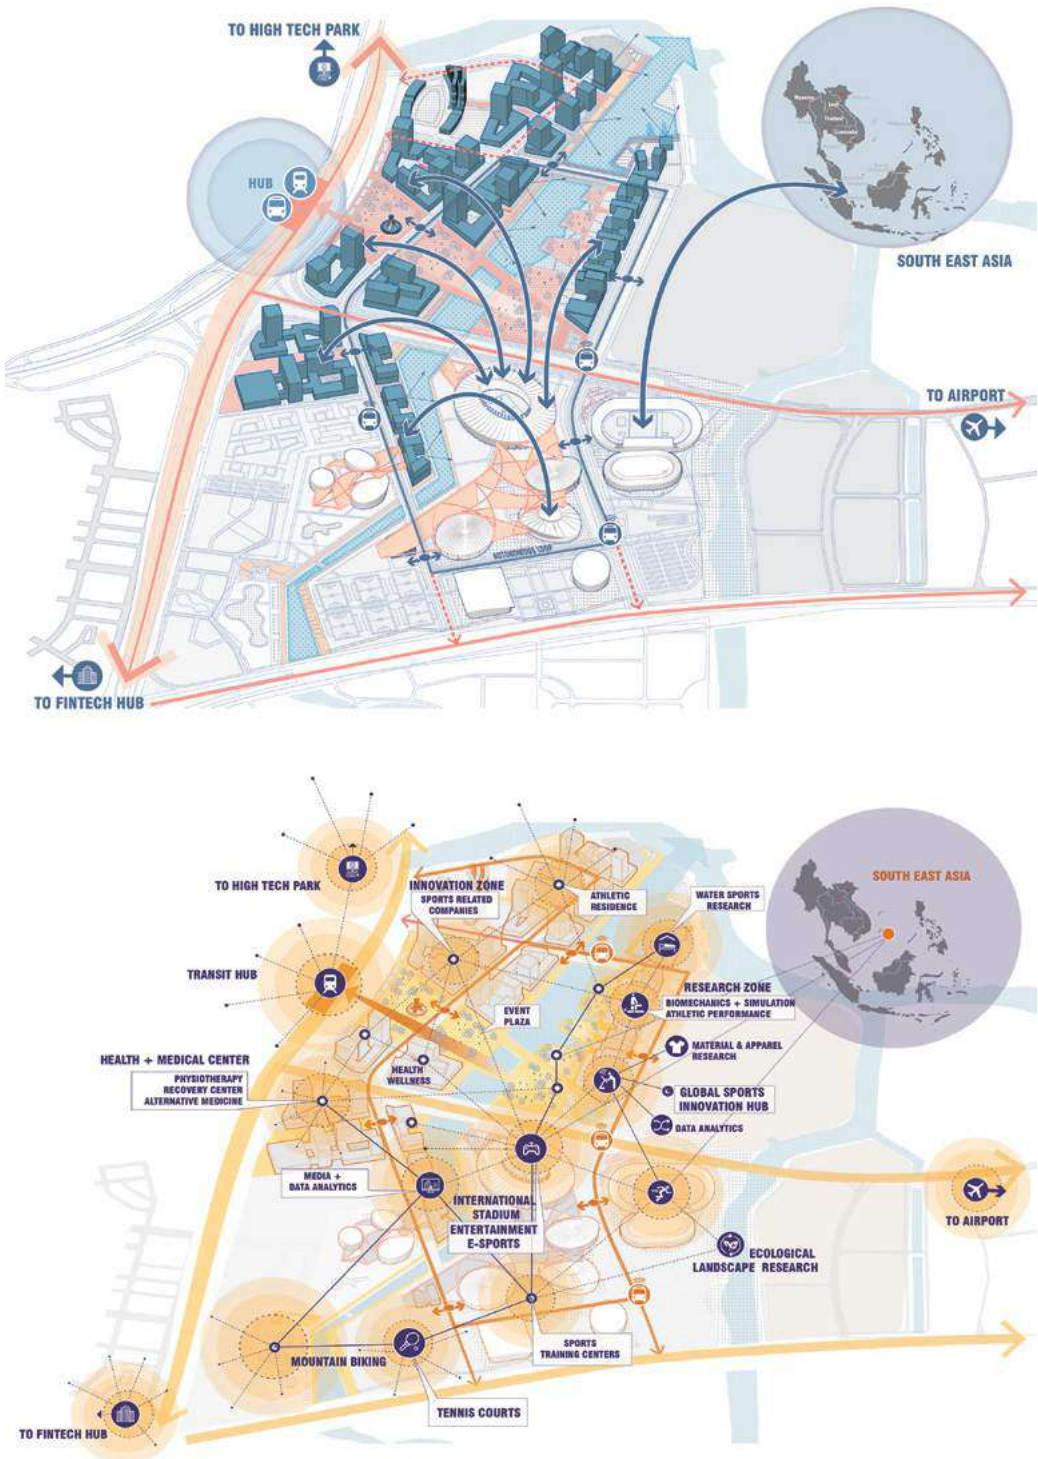 TO HIGH TECH PARK
HUB
Myanmar
Laos
Thailand
Cambodia
SOUTH EAST ASIA
TO AIRPORT
AUTONOMOUS LOOP
TO FINTECH HUB
TO HIGH TECH PARK
INNOVATION ZONE
SPORTS RELATED
COMPANIES
ATHLETIC
RESIDENCE
WATER SPORTS
RESEARCH
SOUTH EAST ASIA
TRANSIT HUB
RESEARCH ZONE
BIOMECHANICS + SIMULATION
ATHLETIC PERFORMANCE
EVENT
PLAZA
MATERIAL & APPAREL
RESEARCH
HEALTH + MEDICAL CENTER
PHYSIOTHERAPY
RECOVERY CENTER
ALTERNATIVE MEDICINE
HEALTH
WELLNESS
GLOBAL SPORTS
INNOVATION HUB
DATA ANALYTICS
MEDIA +
DATA ANALYTICS
INTERNATIONAL
STADIUM
ENTERTAINMENT
E-SPORTS
TO AIRPORT
ECOLOGICAL
LANDSCAPE RESEARCH
MOUNTAIN BIKING
SPORTS
TRAINING CENTERS
TENNIS COURTS
TO FINTECH HUB